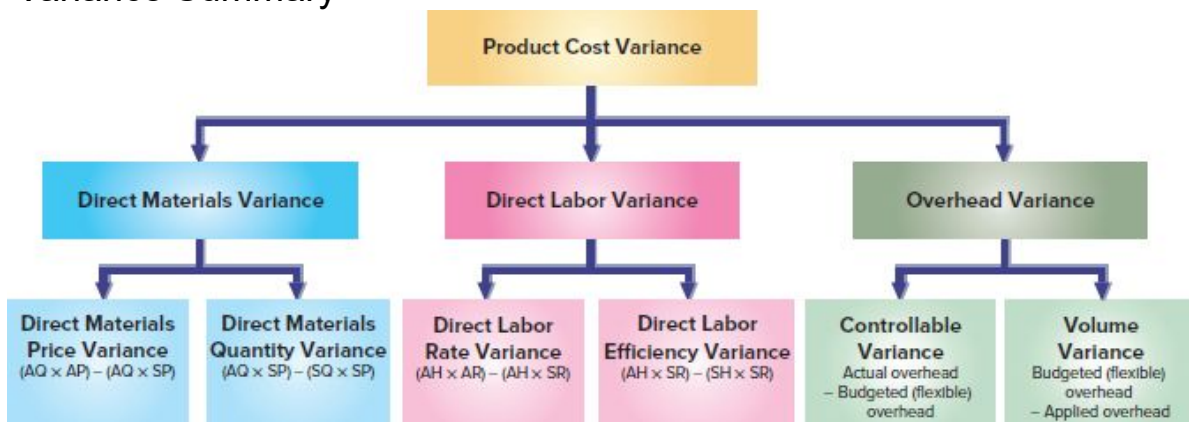 Variance Summary
Product Cost Variance
Direct Materials Variance
Direct Labor Variance
Overhead Variance
Direct Materials
Price Variance
(AQ × AP) – (AQ × SP)
Direct Materials
Quantity Variance
(AQ × SP) – (SQ × SP)
Direct Labor
Rate Variance
(AH × AR) – (AH × SR)
Direct Labor
Efficiency Variance
(AH × SR) – (SH × SR)
Controllable
Variance
Actual overhead
– Budgeted (flexible)
overhead
Volume
Variance
Budgeted (flexible)
overhead
– Applied overhead